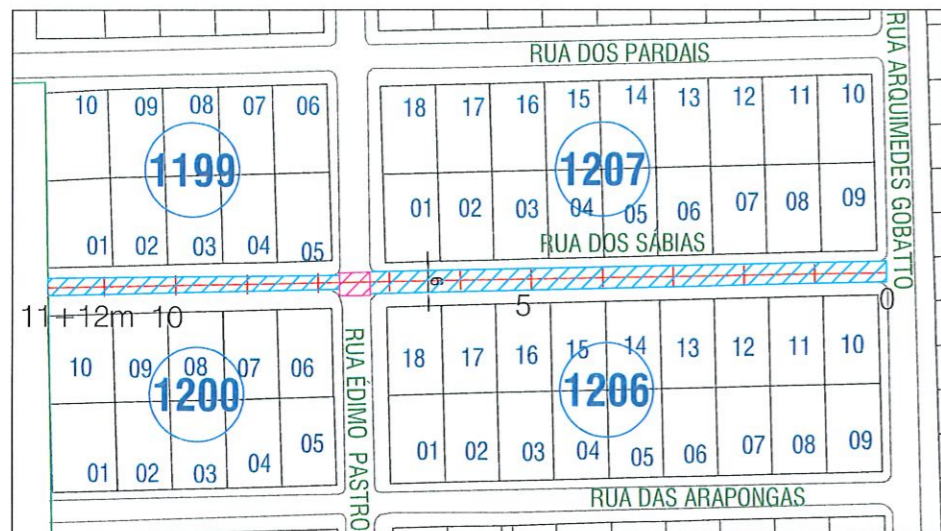 RUA DOS PARDAIS
RUA ARQUIMEDES GOBATTO
10 09 08 07 06
1199
01 02 03 04 05
18 17 16 15 14 13 12 11 10
1207
01 02 03 04 05 06 07 08 09
RUA DOS SÁBIAS
11+12m 10 6 5 0
RUA ÉDIMO PASTRO
10 09 08 07 06
1200
01 02 03 04 05
18 17 16 15 14 13 12 11 10
1206
01 02 03 04 05 06 07 08 09
RUA DAS ARAPONGAS